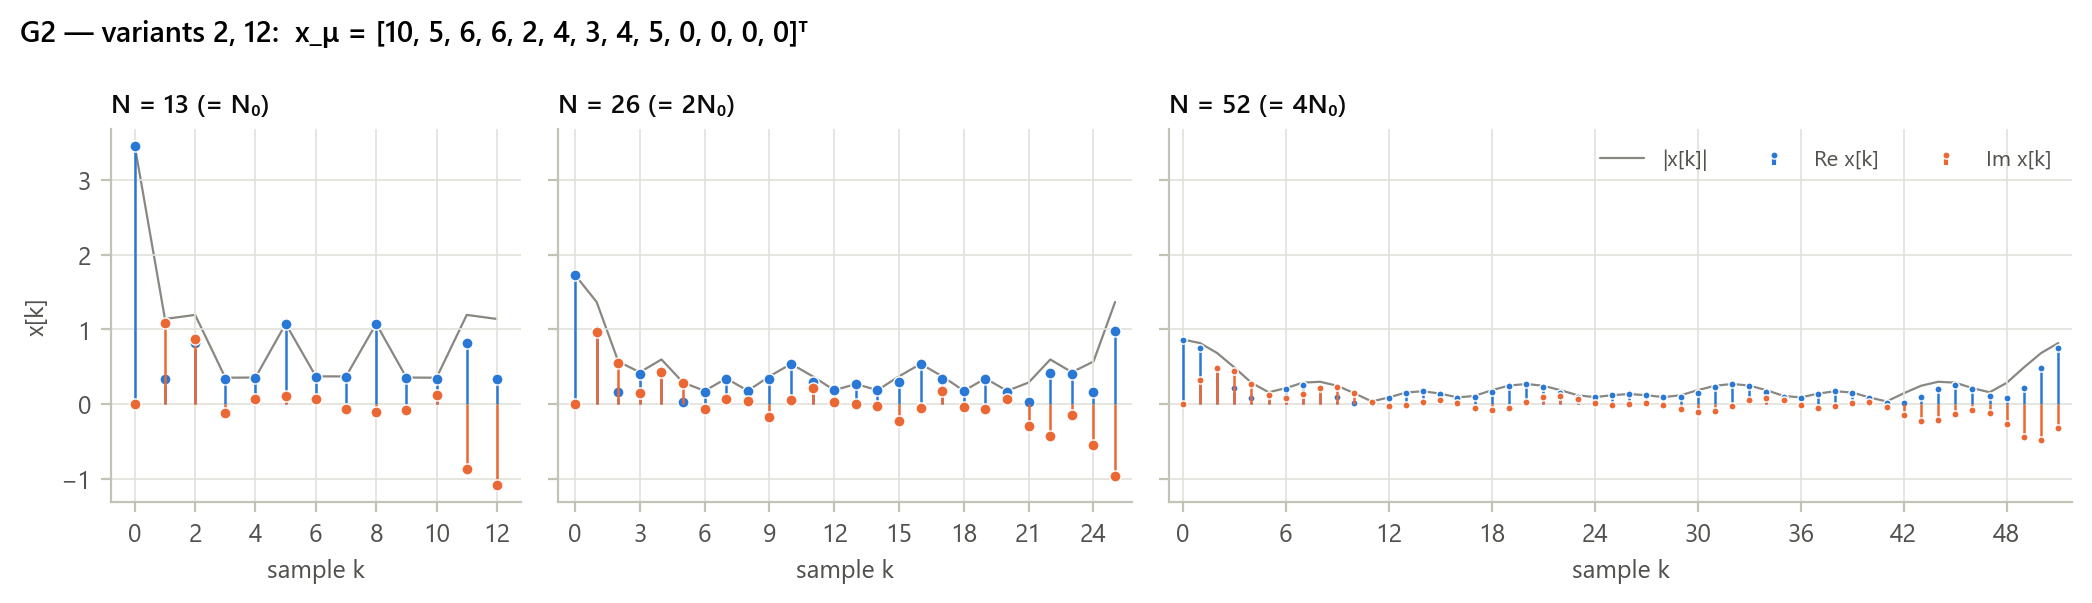 G2 — variants 2, 12:  x_μ = [10, 5, 6, 6, 2, 4, 3, 4, 5, 0, 0, 0, 0]ᵀ
N = 13 (= N₀)
N = 26 (= 2N₀)
N = 52 (= 4N₀)
|x[k]|
Re x[k]
Im x[k]
x[k]
3
2
1
0
−1
0 2 4 6 8 10 12
0 3 6 9 12 15 18 21 24
0 6 12 18 24 30 36 42 48
sample k
sample k
sample k